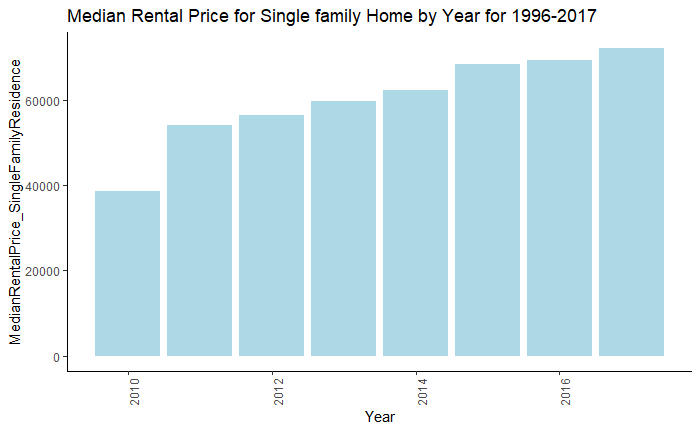 Median Rental Price for Single family Home by Year for 1996-2017
MedianRentalPrice_SingleFamilyResidence
60000
40000
20000
0
2010
2012
2014
2016
Year